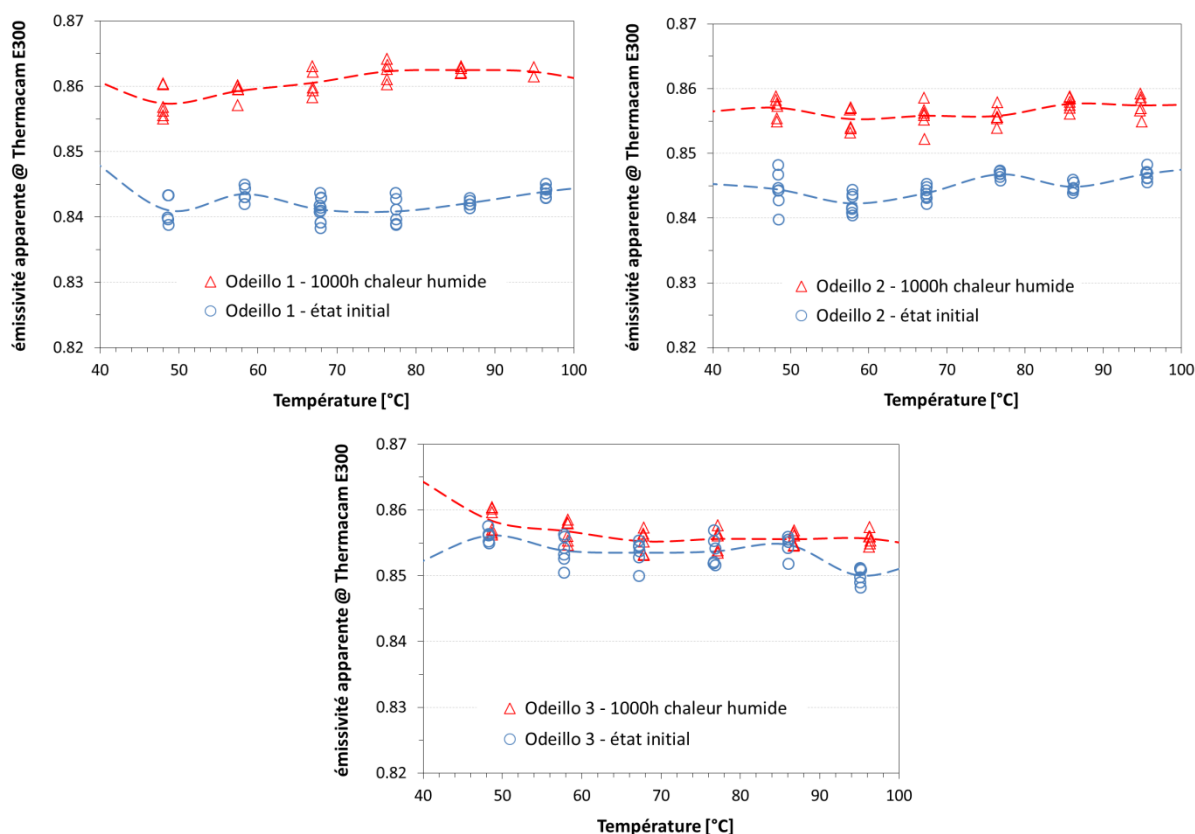 émissivité apparente @ Thermacam E300
0.87
0.86
0.85
0.84
0.83
0.82
Odeillo 1 - 1000h chaleur humide
Odeillo 1 - état initial
40 50 60 70 80 90 100
Température [°C]
émissivité apparente @ Thermacam E300
0.87
0.86
0.85
0.84
0.83
0.82
Odeillo 2 - 1000h chaleur humide
Odeillo 2 - état initial
40 50 60 70 80 90 100
Température [°C]
émissivité apparente @ Thermacam E300
0.87
0.86
0.85
0.84
0.83
0.82
Odeillo 3 - 1000h chaleur humide
Odeillo 3 - état initial
40 50 60 70 80 90 100
Température [°C]